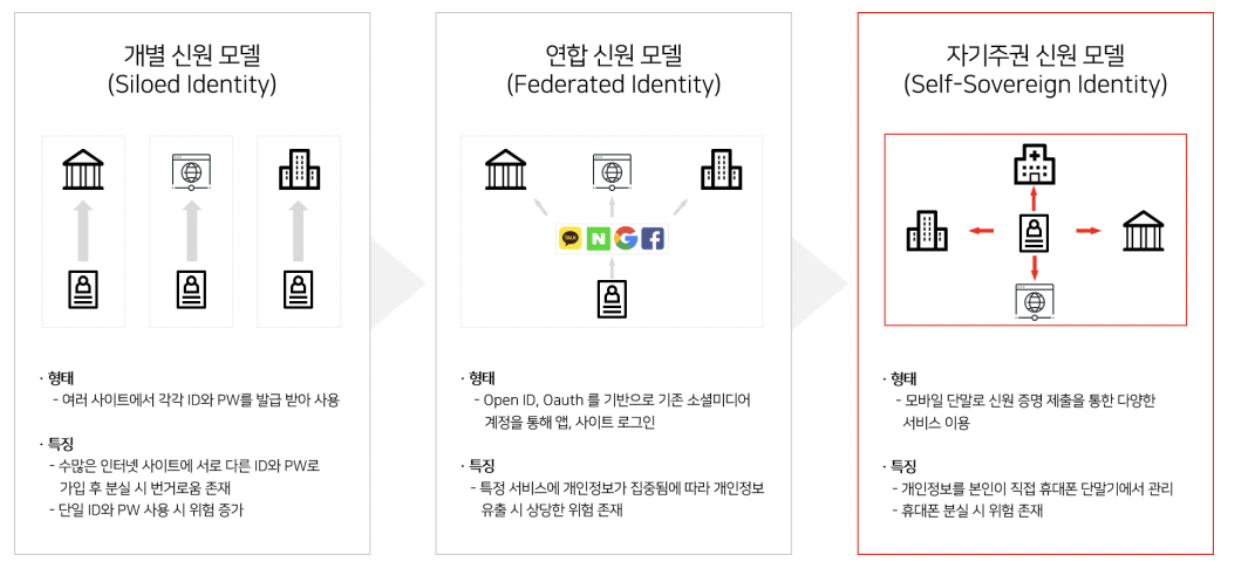 개별 신원 모델
(Siloed Identity)
· 형태
- 여러 사이트에서 각각 ID와 PW를 발급 받아 사용
· 특징
- 수많은 인터넷 사이트에 서로 다른 ID와 PW로
가입 후 분실 시 번거로움 존재
- 단일 ID와 PW 사용 시 위험 증가
연합 신원 모델
(Federated Identity)
TALK
N
G
f
· 형태
- Open ID, Oauth 를 기반으로 기존 소셜미디어
계정을 통해 앱, 사이트 로그인
· 특징
- 특정 서비스에 개인정보가 집중됨에 따라 개인정보
유출 시 상당한 위험 존재
자기주권 신원 모델
(Self-Sovereign Identity)
· 형태
- 모바일 단말로 신원 증명 제출을 통한 다양한
서비스 이용
· 특징
- 개인정보를 본인이 직접 휴대폰 단말기에서 관리
- 휴대폰 분실 시 위험 존재